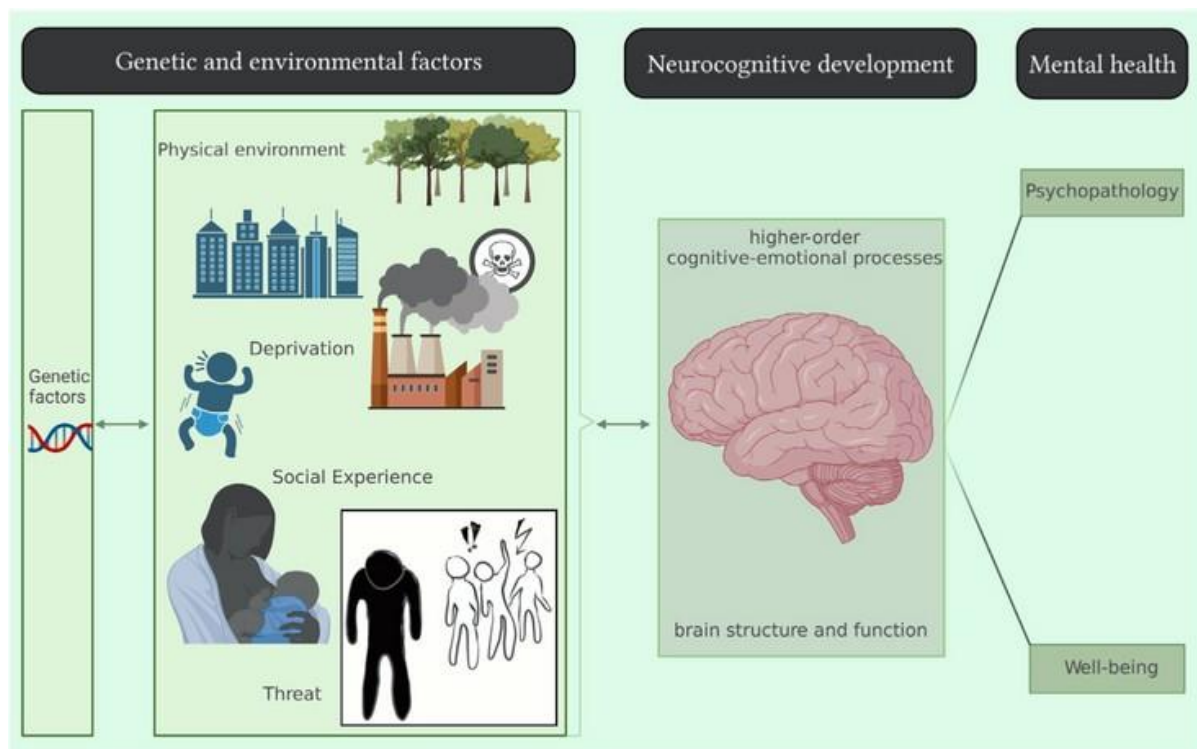 Genetic and environmental factors
Neurocognitive development
Mental health
Genetic
factors
Physical environment
Deprivation
Social Experience
Threat
!!
higher-order
cognitive-emotional processes
brain structure and function
Psychopathology
Well-being